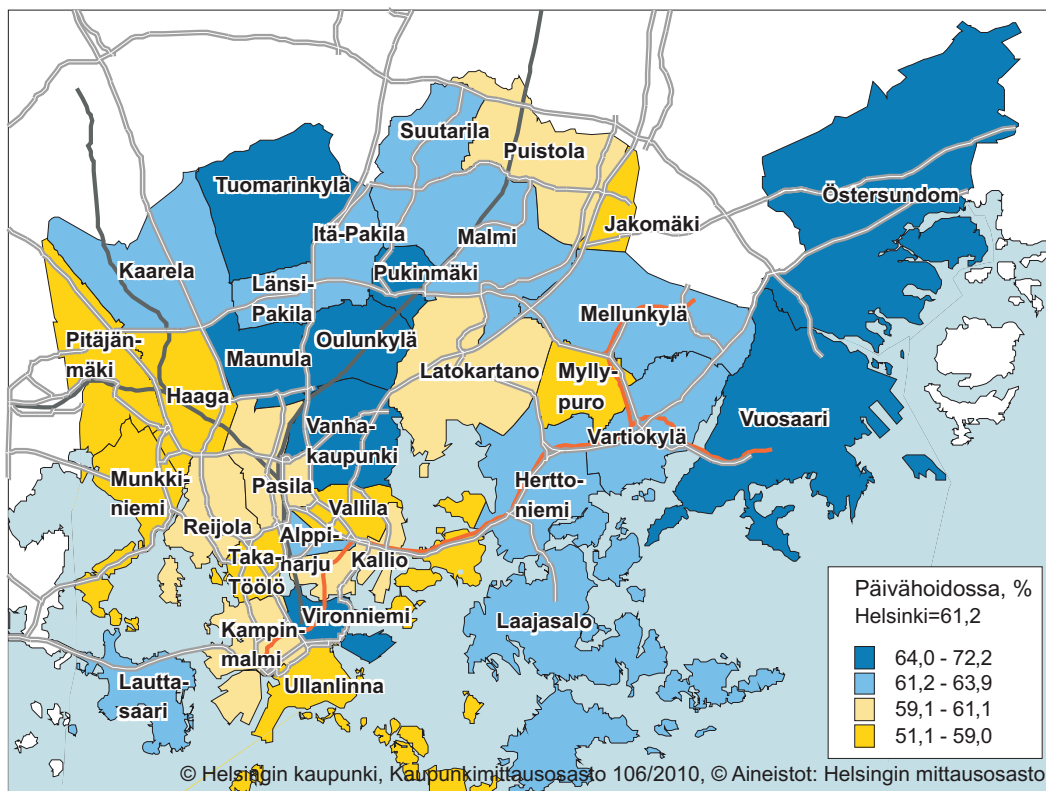 Suutarila
Puistola
Tuomarinkylä
Östersundom
Jakomäki
Itä-Pakila
Malmi
Kaarela
Pukinmäki
Länsi-
Pakila
Mellunkylä
Pitäjän-
mäki
Maunula
Oulunkylä
Latokartano
Mylly-
puro
Haaga
Vanha-
kaupunki
Vuosaari
Vartiokylä
Munkki-
niemi
Pasila
Hertto-
niemi
Vallila
Reijola
Alppi-
harju
Kallio
Taka-
Töölö
Vironniemi
Laajasalo
Kampin-
malmi
Lautta-
saari
Ullanlinna
Päivähoidossa, %
Helsinki=61,2
64,0 - 72,2
61,2 - 63,9
59,1 - 61,1
51,1 - 59,0
© Helsingin kaupunki, Kaupunkimittausosasto 106/2010, © Aineistot: Helsingin mittausosasto